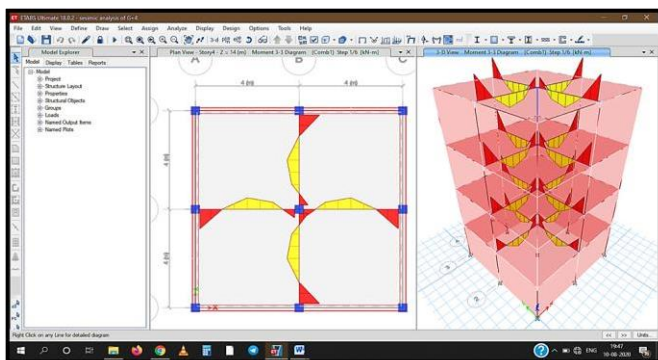 ETABS Ultimate 18.0.2 - seismic analysis of G+4
File Edit View Define Draw Select Assign Analyze Display Design Options Tools Help
Model Explorer
Model Display Tables Reports
Model
Project
Structure Layout
Properties
Structural Objects
Groups
Loads
Named Output Items
Named Plots
Plan View - Story4 - Z = 14 (m) Moment 3-3 Diagram (Comb1) Step 1/6 [kN-m]
A B C
4 (m) 4 (m)
4 (m)
4 (m)
X
3-D View Moment 3-3 Diagram (Comb1) Step 1/6 [kN-m]
Right Click on any Line for detailed diagram
<< >> Units...
ENG
19:47
10-08-2020